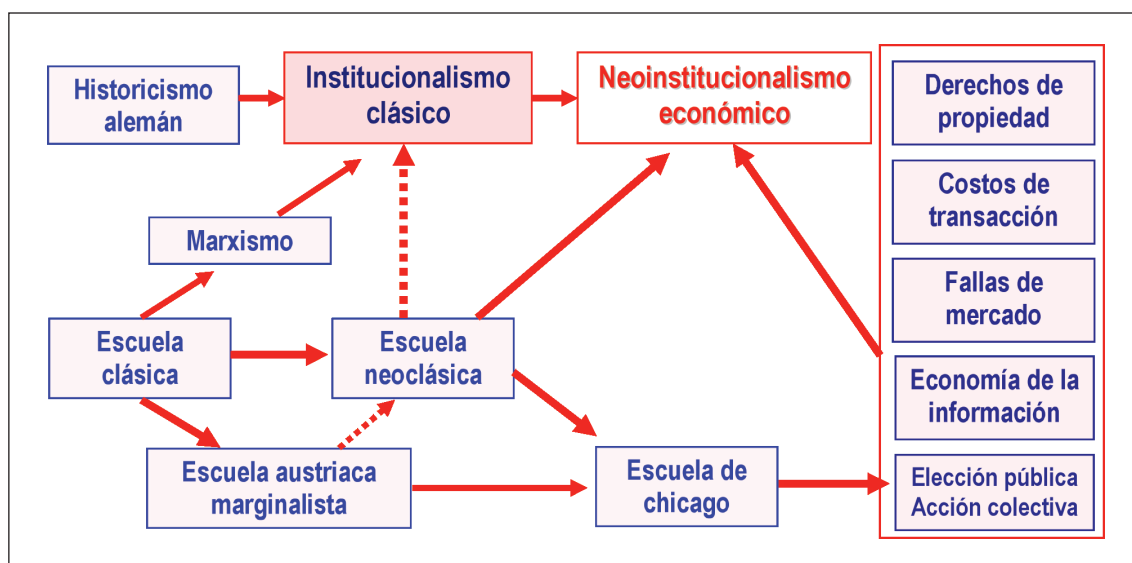 Historicismo
alemán
Institucionalismo
clásico
Neoinstitucionalismo
económico
Derechos de
propiedad
Costos de
transacción
Marxismo
Fallas de
mercado
Escuela
clásica
Escuela
neoclásica
Economía de la
información
Escuela austriaca
marginalista
Escuela de
chicago
Elección pública
Acción colectiva